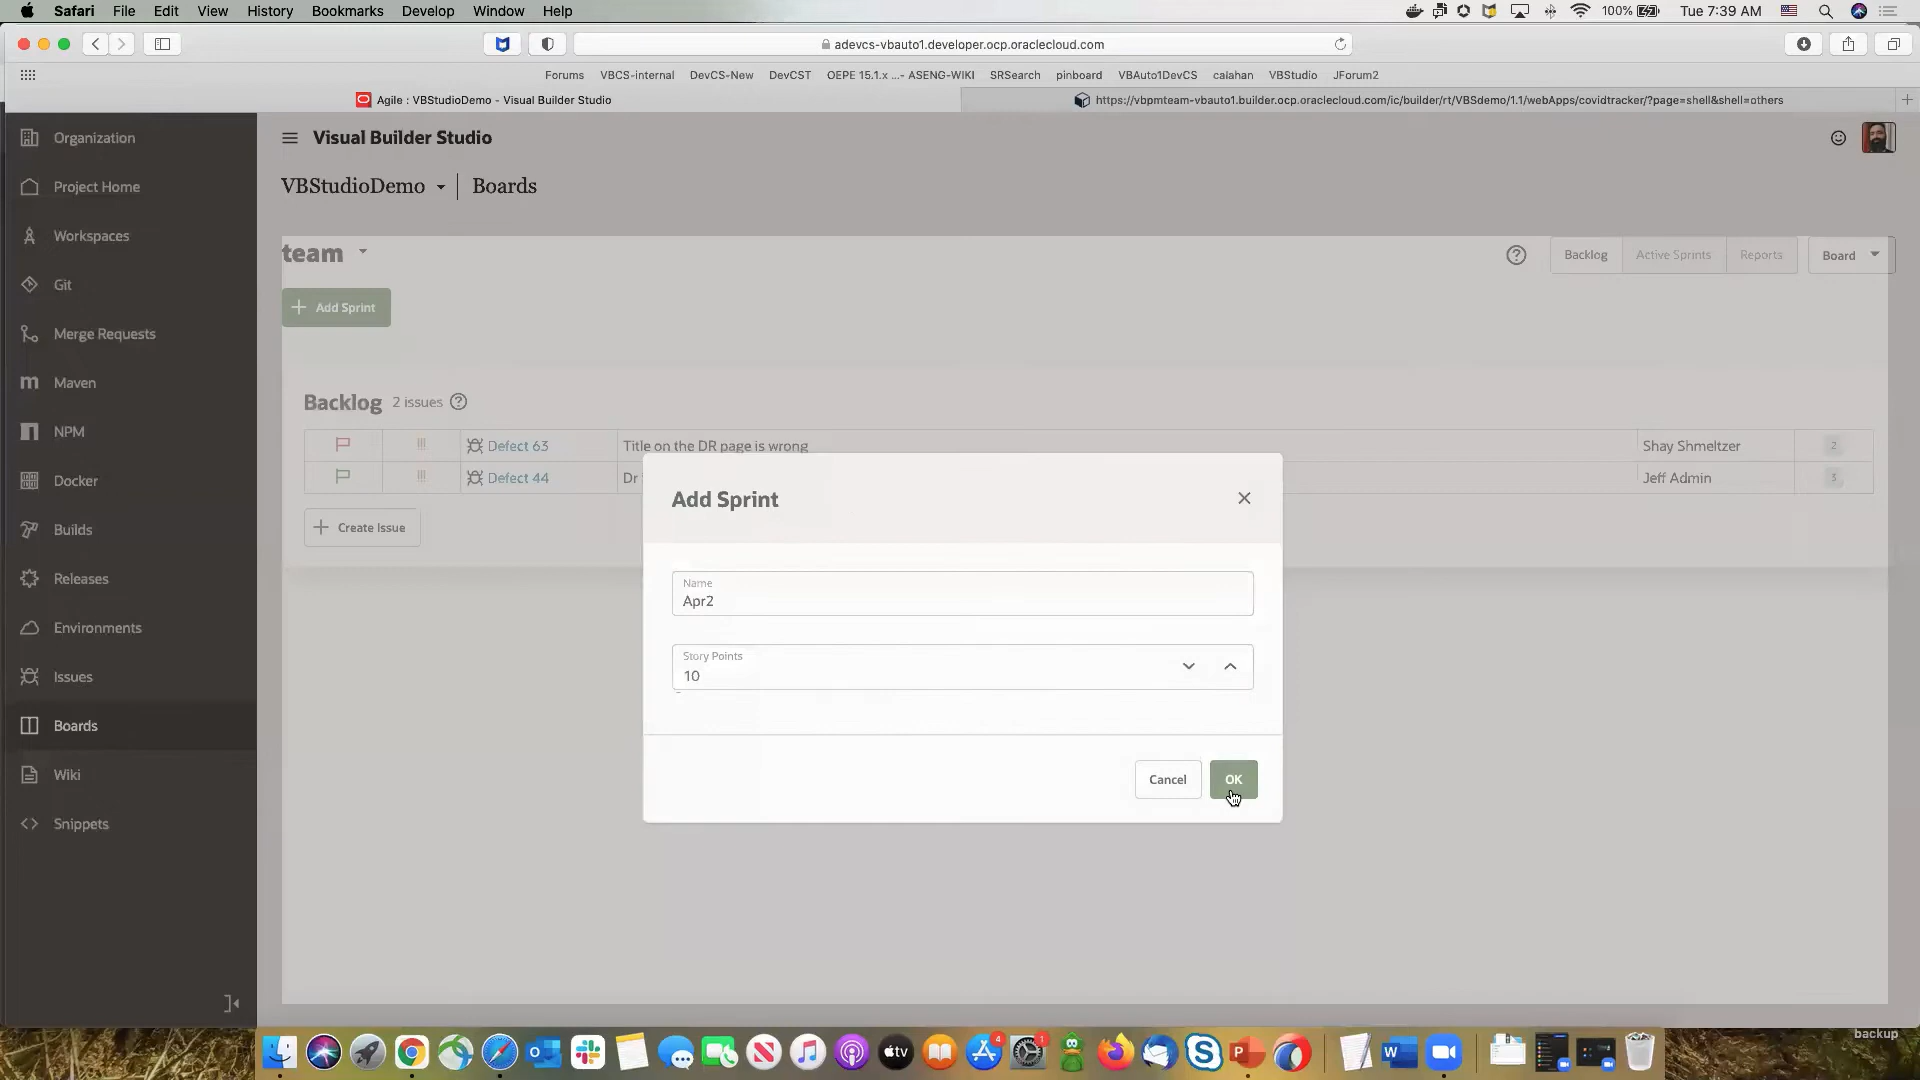 Safari File Edit View History Bookmarks Develop Window Help
100% Tue 7:39 AM
adevcs-vbauto1.developer.ocp.oraclecloud.com
Forums VBCS-internal DevCS-New DevCST OEPE 15.1.x ...- ASENG-WIKI SRSearch pinboard VBAuto1DevCS calahan VBStudio JForum2
Agile : VBStudioDemo - Visual Builder Studio
https://vbpmteam-vbauto1.builder.ocp.oraclecloud.com/ic/builder/rt/VBSdemo/1.1/webApps/covidtracker/?page=shell&shell=others
Organization
Project Home
Workspaces
Git
Merge Requests
Maven
NPM
Docker
Builds
Releases
Environments
Issues
Boards
Wiki
Snippets
Visual Builder Studio
VBStudioDemo Boards
team
Backlog Active Sprints Reports Board
Add Sprint
Backlog 2 issues
Defect 63 Title on the DR page is wrong Shay Shmeltzer 2
Defect 44 Dr Jeff Admin 3
Create Issue
Add Sprint
Name
Apr2
Story Points
10
Cancel OK
backup
tv
4
1